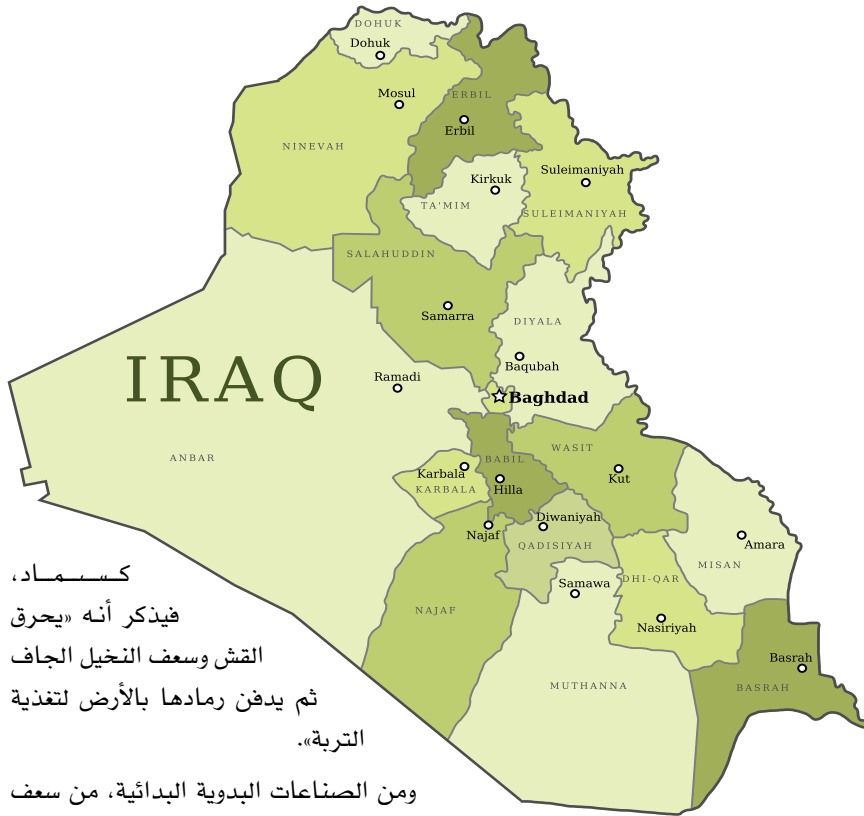 DOHUK
Dohuk
Mosul
ERBIL
Erbil
NINEVAH
Suleimaniyah
Kirkuk
TA'MIM
SULEIMANIYAH
SALAHUDDIN
Samarra
DIYALA
Baqubah
IRAQ
Ramadi
Baghdad
ANBAR
WASIT
BABIL
Karbala
Kut
KARBALA
Hilla
Diwaniyah
Najaf
QADISIYAH
Amara
MISAN
DHI-QAR
Samawa
NAJAF
Nasiriyah
Basrah
MUTHANNA
BASRAH
كـسـمـاد،
فيذكر أنه «يحرق
القش وسعف النخيل الجاف
ثم يدفن رمادها بالأرض لتغذية
التربة».
ومن الصناعات اليدوية البدائية، من سعف